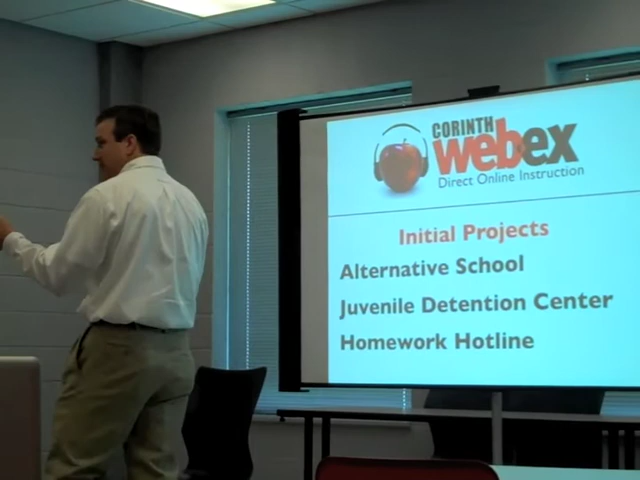 CORINTH
webex
Direct Online Instruction
Initial Projects
Alternative School
Juvenile Detention Center
Homework Hotline